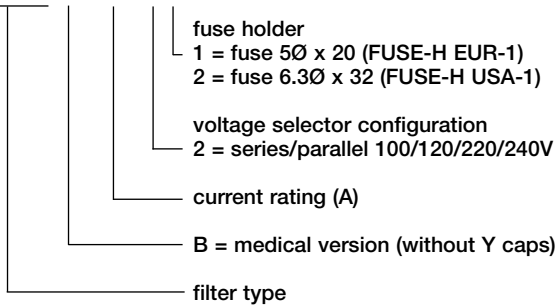 fuse holder
1 = fuse 5Ø x 20 (FUSE-H EUR-1)
2 = fuse 6.3Ø x 32 (FUSE-H USA-1)
voltage selector configuration
2 = series/parallel 100/120/220/240V
current rating (A)
B = medical version (without Y caps)
filter type